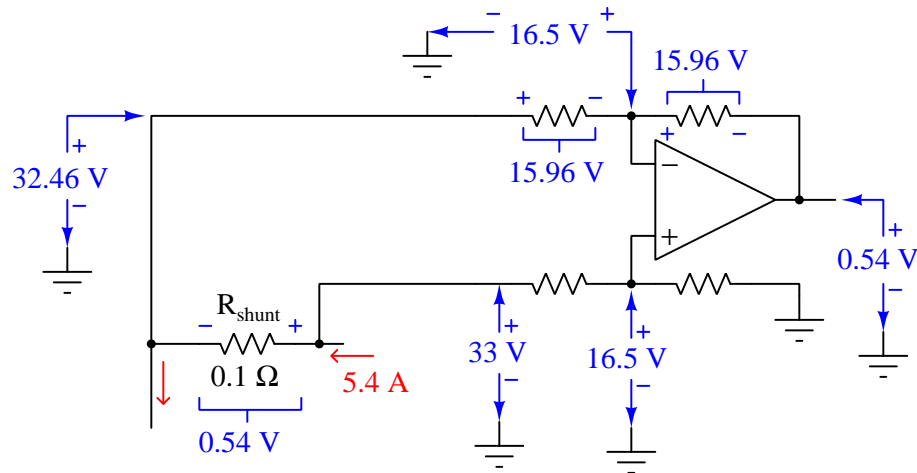 − 16.5 V +
15.96 V
+ −
+ −
15.96 V
+
32.46 V
−
−
+
+
0.54 V
−
R_shunt
− +
0.1 Ω
5.4 A
0.54 V
+
33 V
−
+
16.5 V
−